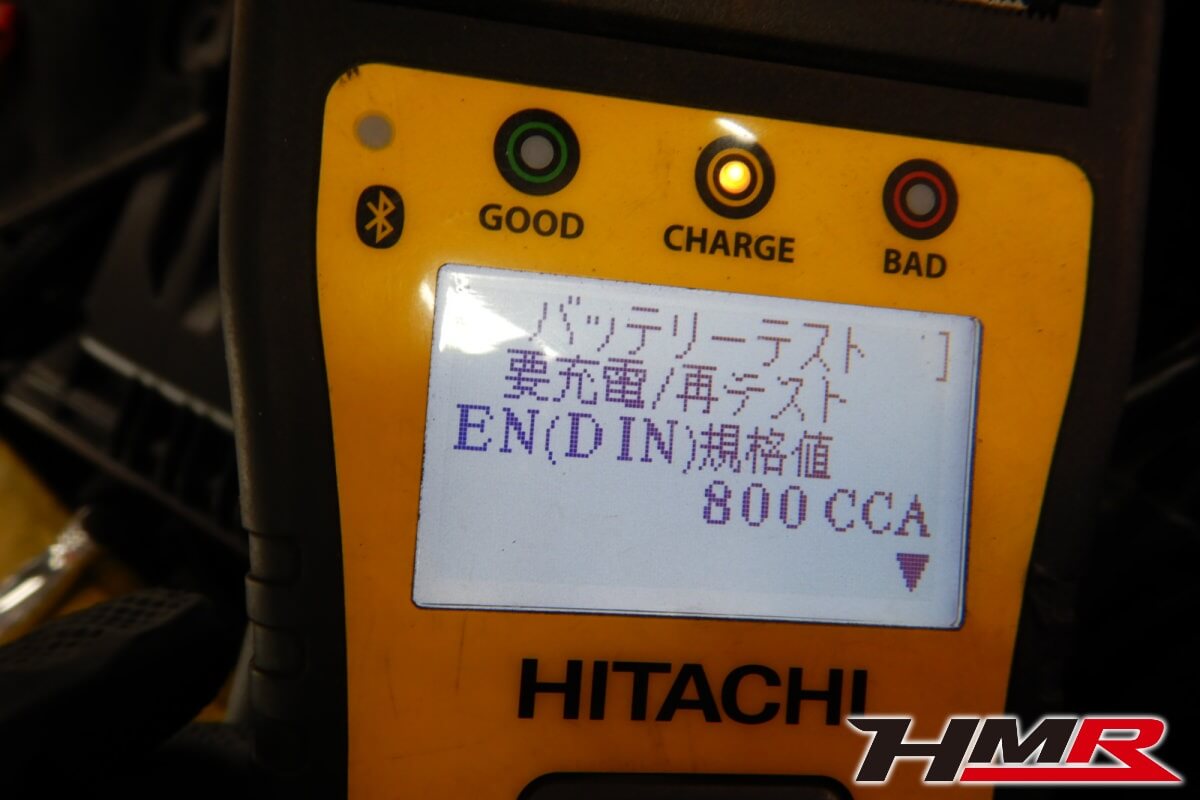 GOOD
CHARGE
BAD
バッテリーテスト ]
要充電/再テスト
EN(DIN)規格値
800 CCA
HITACHI
HMR